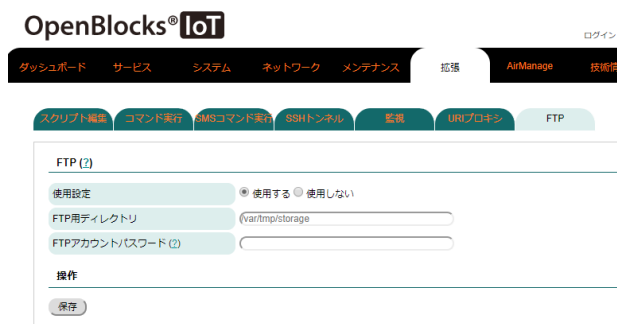 OpenBlocks® IoT
ログイン
ダッシュボード サービス システム ネットワーク メンテナンス 拡張 AirManage 技術情
スクリプト編集 コマンド実行 SMSコマンド実行 SSHトンネル 監視 URIプロキシ FTP
FTP (?)
使用設定 使用する 使用しない
FTP用ディレクトリ /var/tmp/storage
FTPアカウントパスワード (?)
操作
保存